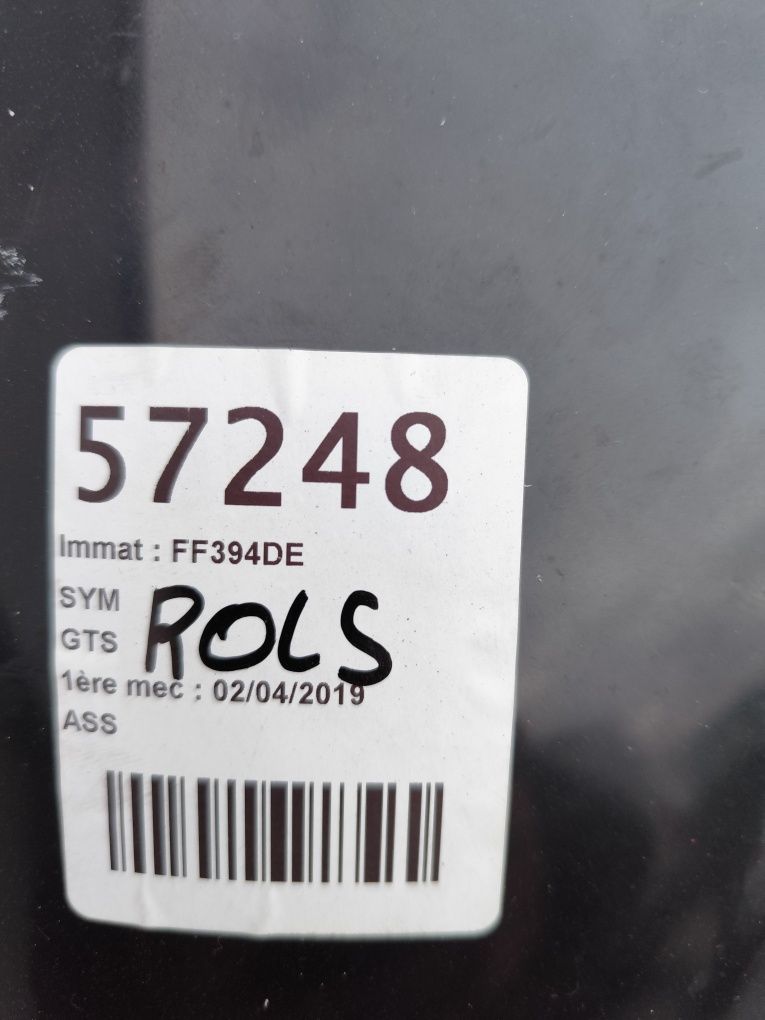 57248
Immat : FF394DE
SYM
ROLS
GTS
1ère mec : 02/04/2019
ASS